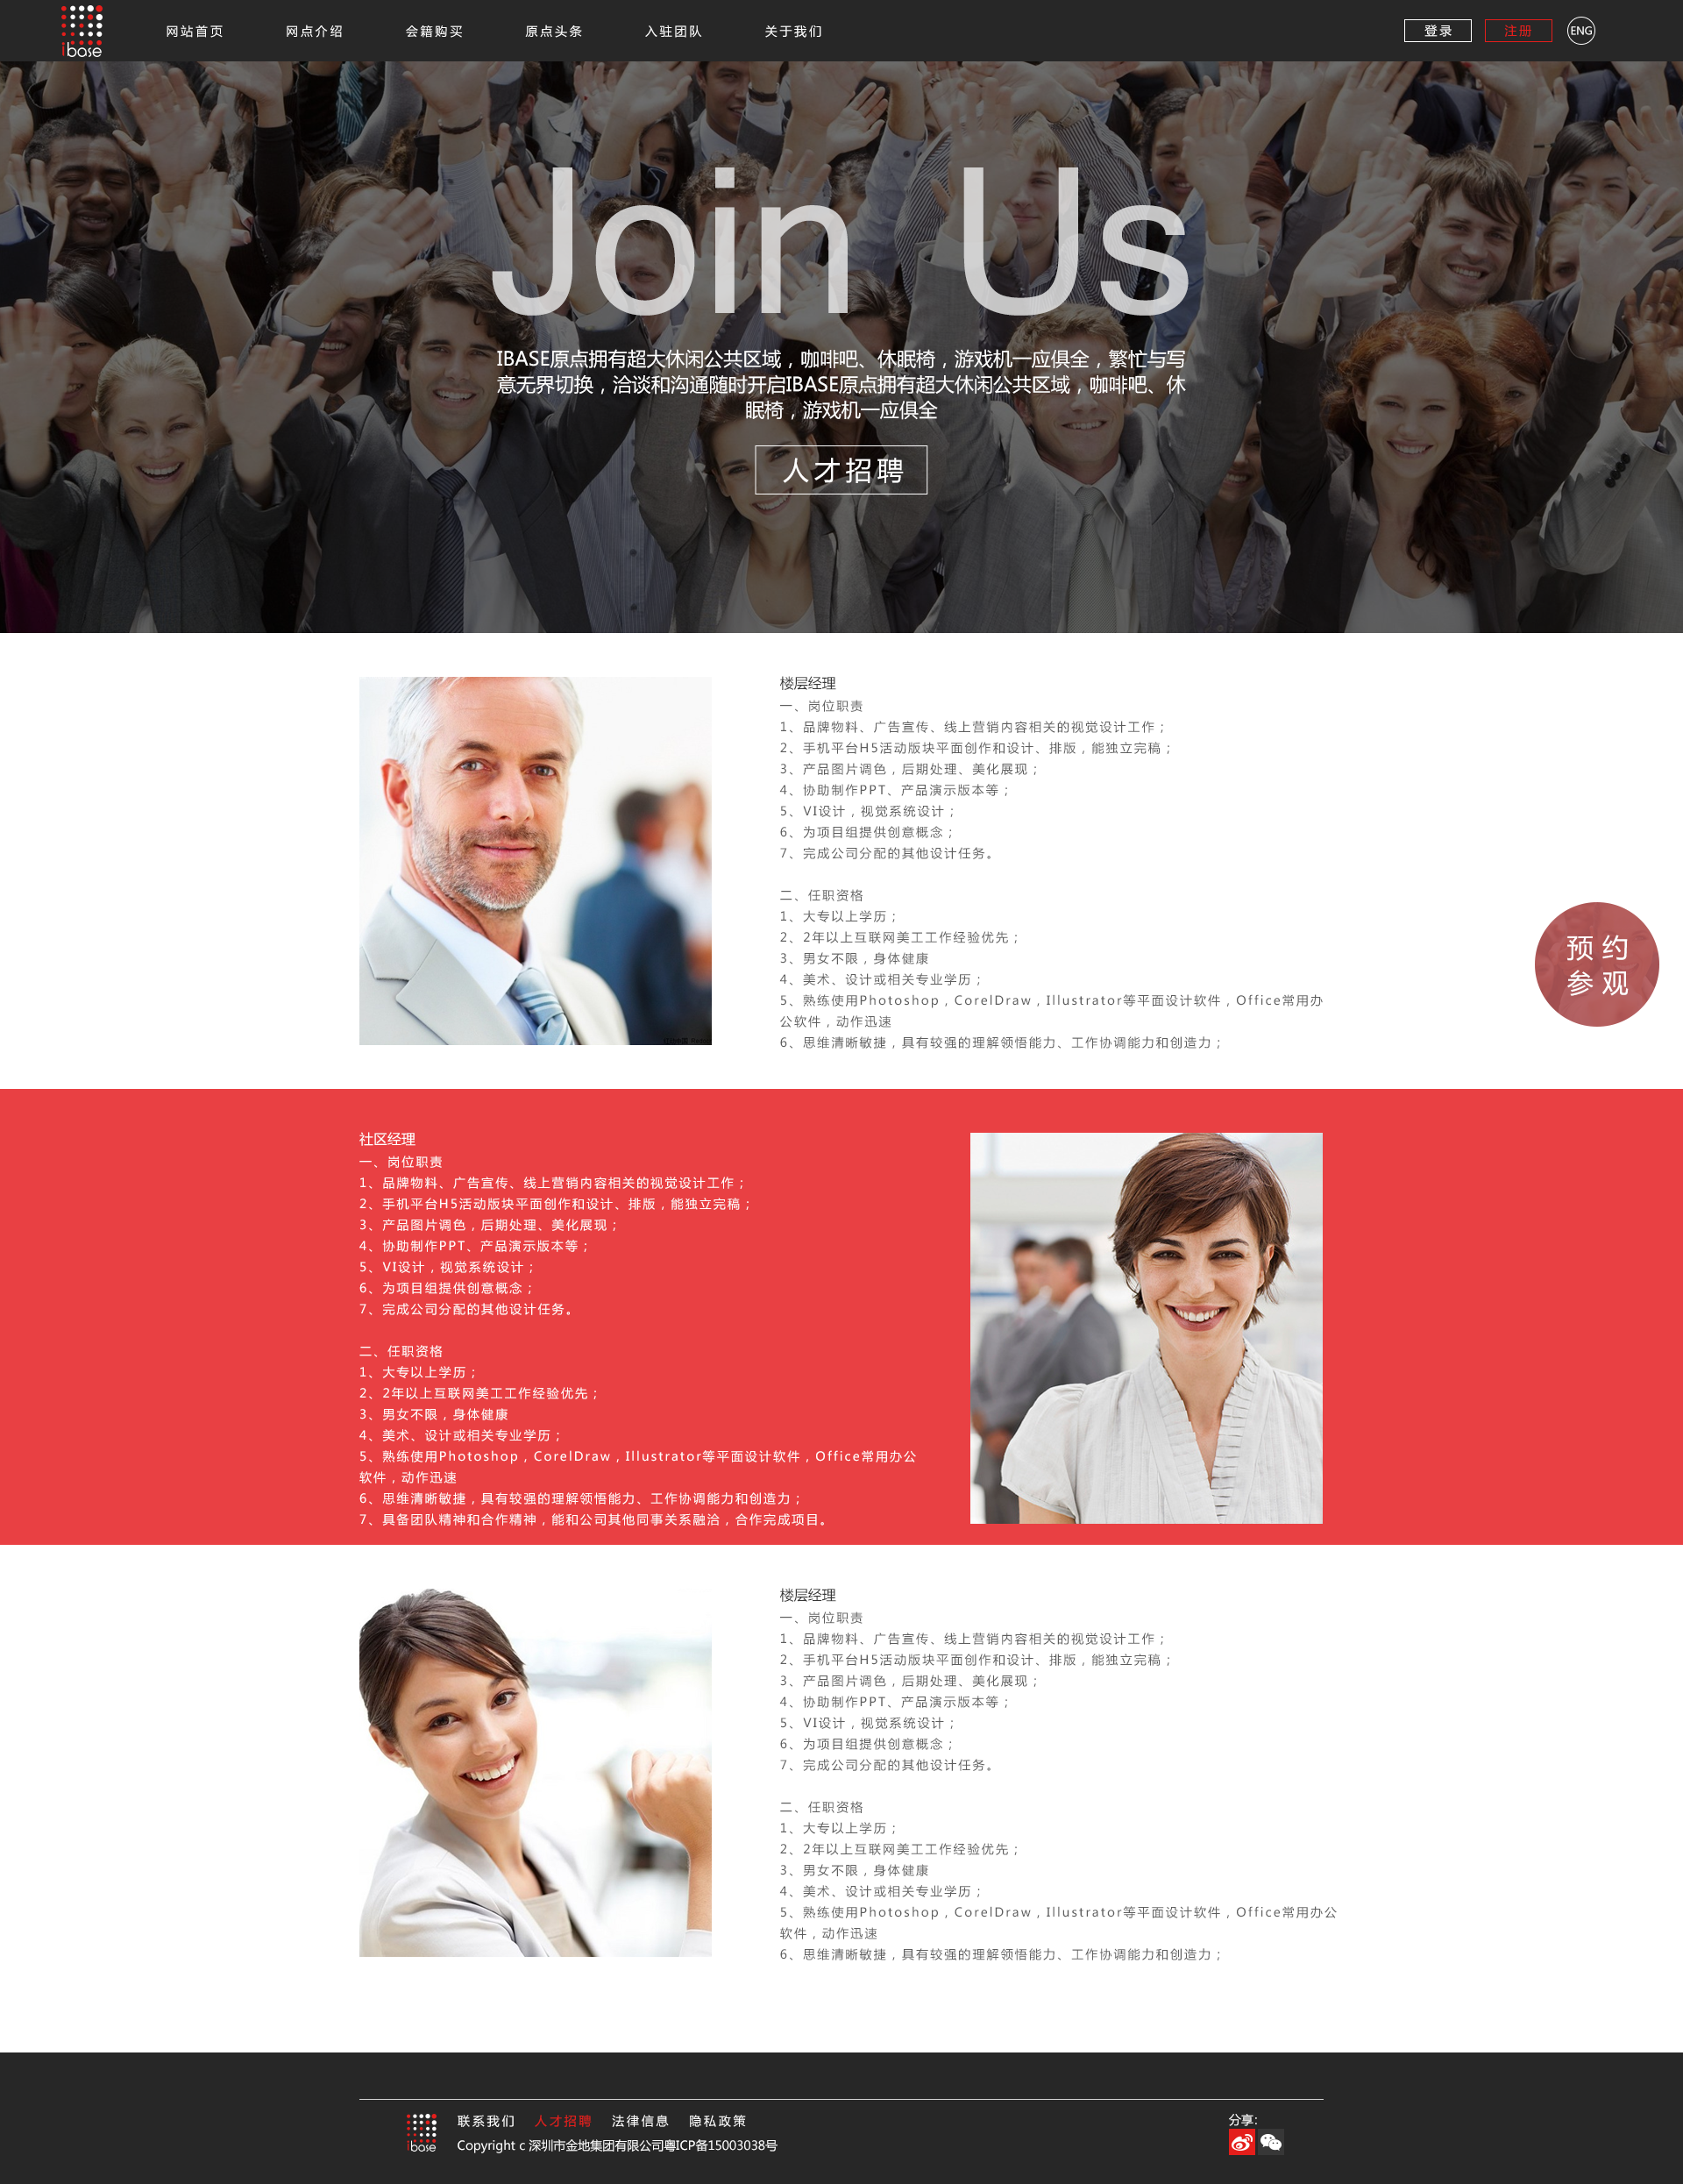 ibase
网站首页
网点介绍
会籍购买
原点头条
入驻团队
关于我们
登录
注册
ENG
Join Us
IBASE原点拥有超大休闲公共区域，咖啡吧、休眠椅，游戏机一应俱全，繁忙与写
意无界切换，洽谈和沟通随时开启IBASE原点拥有超大休闲公共区域，咖啡吧、休
眠椅，游戏机一应俱全
人才招聘
楼层经理
一、岗位职责
1、品牌物料、广告宣传、线上营销内容相关的视觉设计工作；
2、手机平台H5活动版块平面创作和设计、排版，能独立完稿；
3、产品图片调色，后期处理、美化展现；
4、协助制作PPT、产品演示版本等；
5、VI设计，视觉系统设计；
6、为项目组提供创意概念；
7、完成公司分配的其他设计任务。
二、任职资格
1、大专以上学历；
2、2年以上互联网美工工作经验优先；
3、男女不限，身体健康
4、美术、设计或相关专业学历；
5、熟练使用Photoshop，CorelDraw，Illustrator等平面设计软件，Office常用办
公软件，动作迅速
6、思维清晰敏捷，具有较强的理解领悟能力、工作协调能力和创造力；
预约
参观
社区经理
一、岗位职责
1、品牌物料、广告宣传、线上营销内容相关的视觉设计工作；
2、手机平台H5活动版块平面创作和设计、排版，能独立完稿；
3、产品图片调色，后期处理、美化展现；
4、协助制作PPT、产品演示版本等；
5、VI设计，视觉系统设计；
6、为项目组提供创意概念；
7、完成公司分配的其他设计任务。
二、任职资格
1、大专以上学历；
2、2年以上互联网美工工作经验优先；
3、男女不限，身体健康
4、美术、设计或相关专业学历；
5、熟练使用Photoshop，CorelDraw，Illustrator等平面设计软件，Office常用办公
软件，动作迅速
6、思维清晰敏捷，具有较强的理解领悟能力、工作协调能力和创造力；
7、具备团队精神和合作精神，能和公司其他同事关系融洽，合作完成项目。
楼层经理
一、岗位职责
1、品牌物料、广告宣传、线上营销内容相关的视觉设计工作；
2、手机平台H5活动版块平面创作和设计、排版，能独立完稿；
3、产品图片调色，后期处理、美化展现；
4、协助制作PPT、产品演示版本等；
5、VI设计，视觉系统设计；
6、为项目组提供创意概念；
7、完成公司分配的其他设计任务。
二、任职资格
1、大专以上学历；
2、2年以上互联网美工工作经验优先；
3、男女不限，身体健康
4、美术、设计或相关专业学历；
5、熟练使用Photoshop，CorelDraw，Illustrator等平面设计软件，Office常用办公
软件，动作迅速
6、思维清晰敏捷，具有较强的理解领悟能力、工作协调能力和创造力；
ibase
联系我们
人才招聘
法律信息
隐私政策
Copyright c 深圳市金地集团有限公司粤ICP备15003038号
分享: